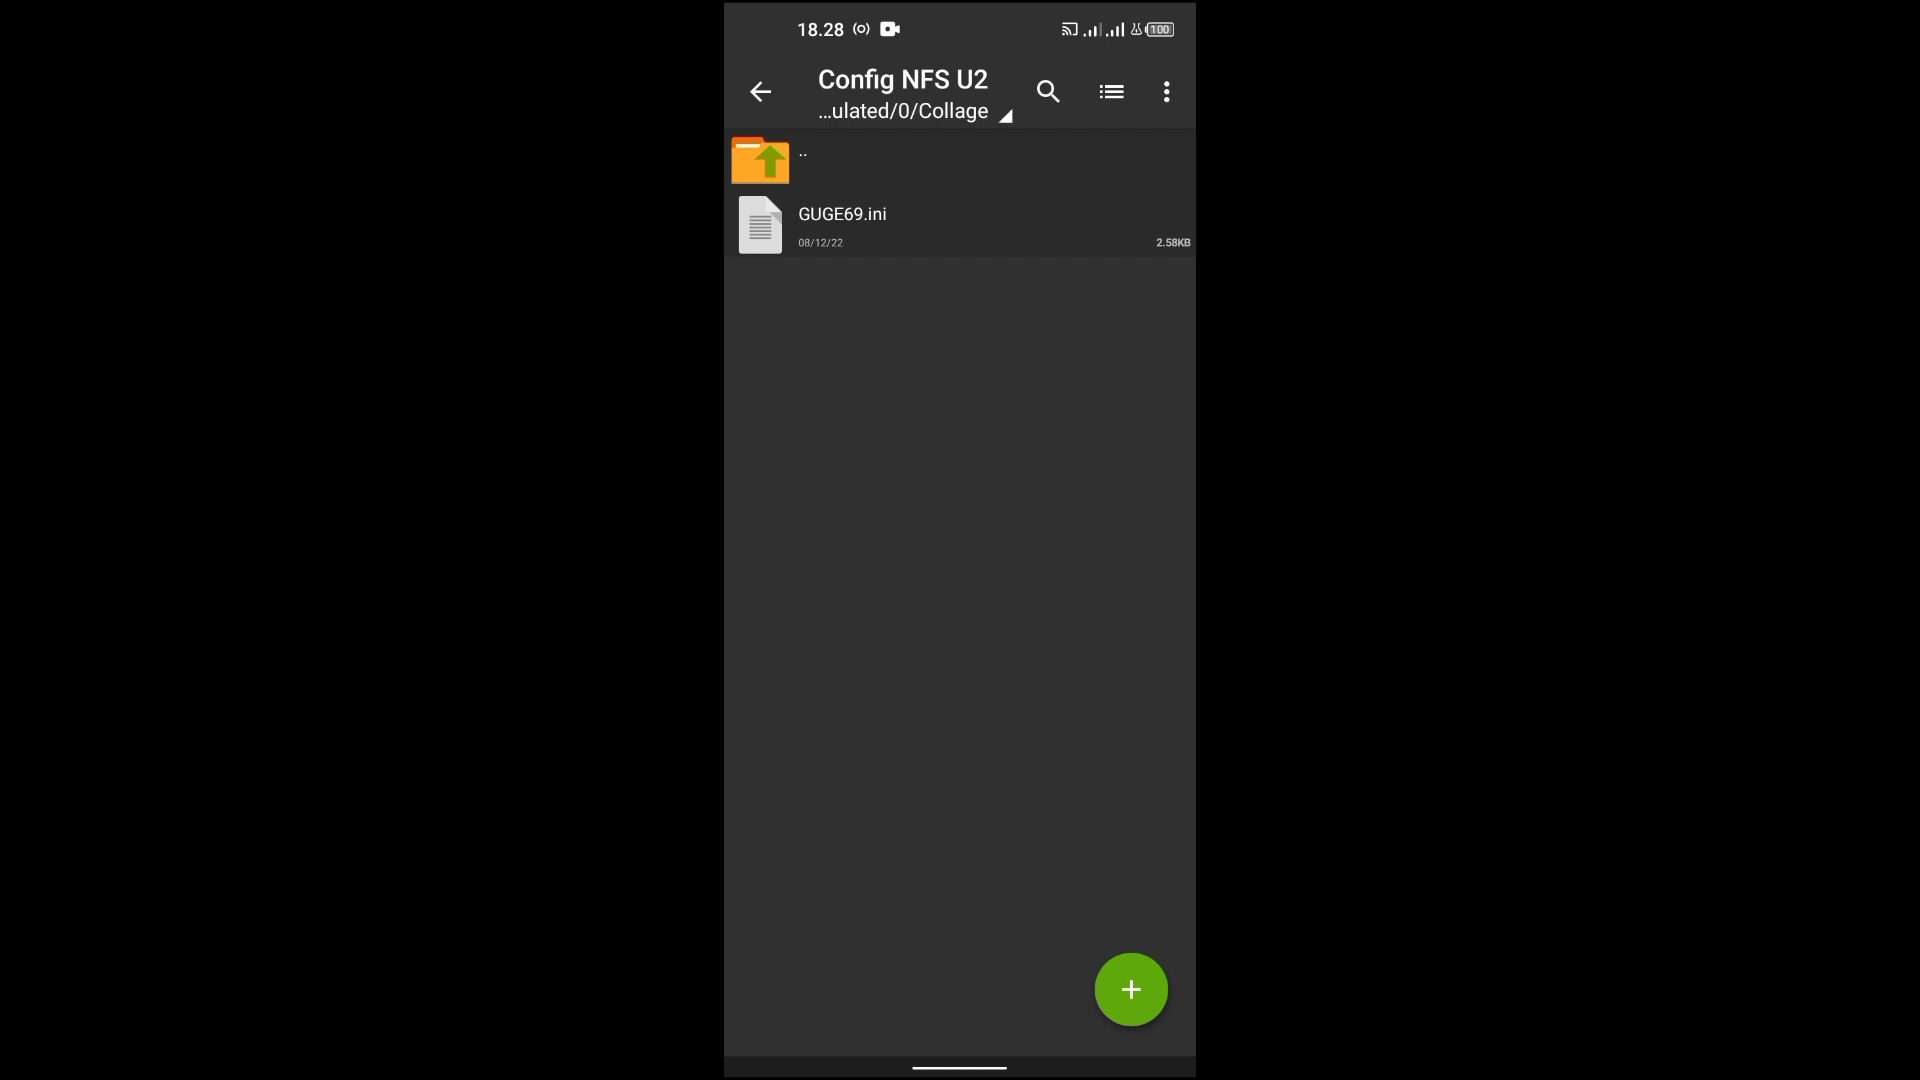 18.28
100
Config NFS U2
...ulated/0/Collage
..
GUGE69.ini
08/12/22
2.58KB